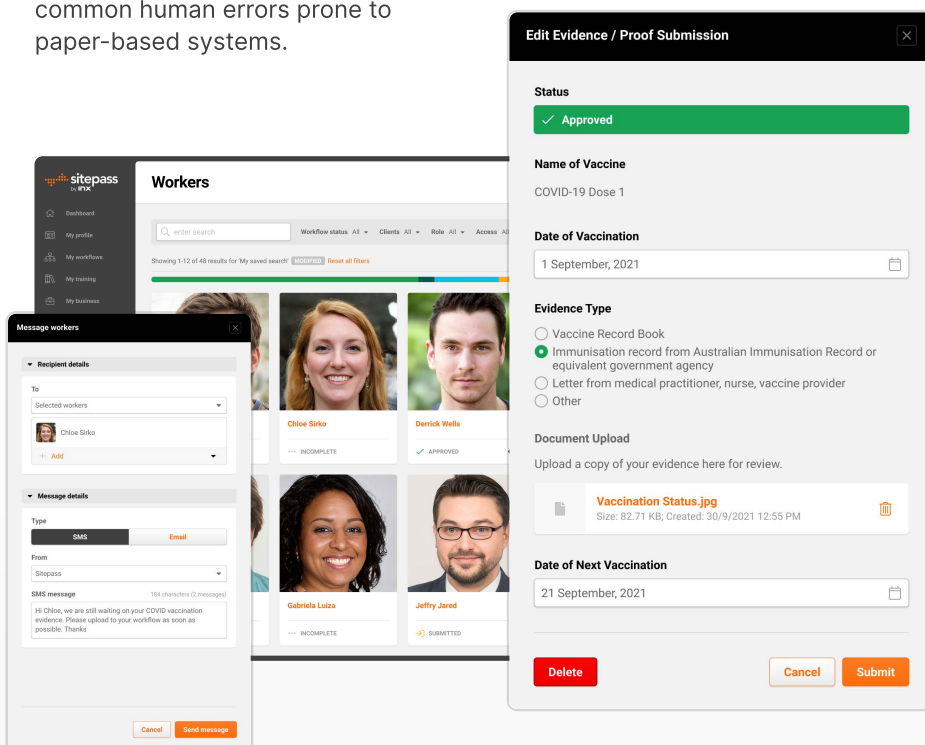 common human errors prone to
paper-based systems.
sitepass
by inx
Dashboard
My profile
My workflows
My training
My business
Workers
enter search
Workflow status All Clients All Role All Access All
Showing 1-12 of 48 results for 'My saved search' MODIFIED Reset all filters
Chloe Sirko
··· INCOMPLETE
Derrick Wells
APPROVED
Gabriela Luiza
··· INCOMPLETE
Jeffry Jared
SUBMITTED
Message workers
Recipient details
To
Selected workers
Chloe Sirko
+ Add
Message details
Type
SMS Email
From
Sitepass
SMS message 184 characters (2 messages)
Hi Chloe, we are still waiting on your COVID vaccination
evidence. Please upload to your workflow as soon as
possible. Thanks
Cancel Send message
Edit Evidence / Proof Submission
Status
Approved
Name of Vaccine
COVID-19 Dose 1
Date of Vaccination
1 September, 2021
Evidence Type
Vaccine Record Book
Immunisation record from Australian Immunisation Record or
equivalent government agency
Letter from medical practitioner, nurse, vaccine provider
Other
Document Upload
Upload a copy of your evidence here for review.
Vaccination Status.jpg
Size: 82.71 KB; Created: 30/9/2021 12:55 PM
Date of Next Vaccination
21 September, 2021
Delete Cancel Submit